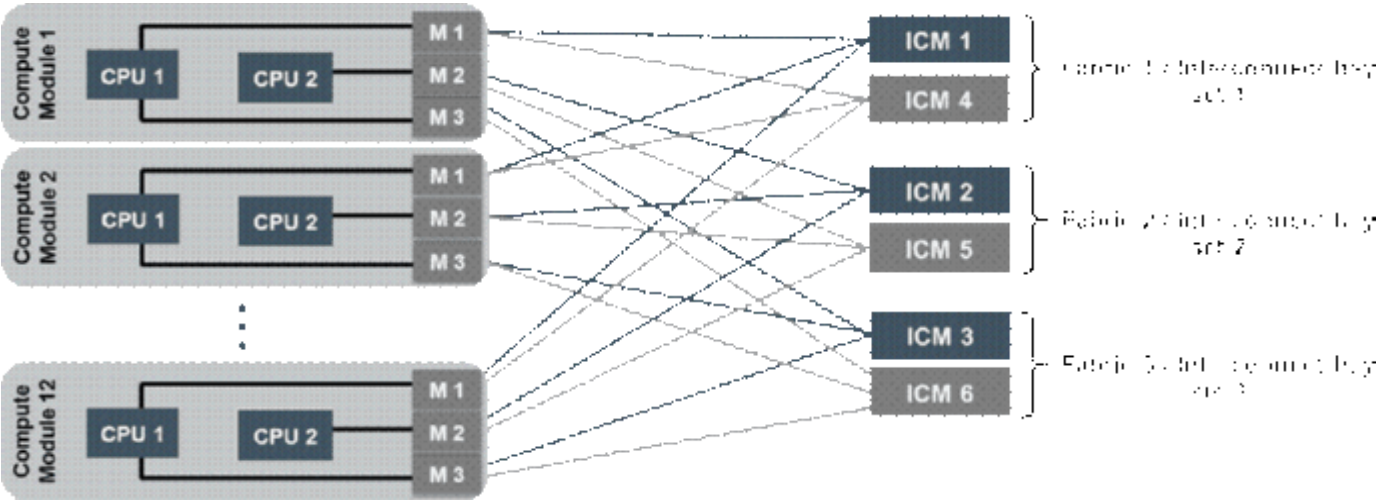 Compute
Module 1
CPU 1
CPU 2
M 1
M 2
M 3
Compute
Module 2
CPU 1
CPU 2
M 1
M 2
M 3
Compute
Module 12
CPU 1
CPU 2
M 1
M 2
M 3
ICM 1
ICM 4
ICM 2
ICM 5
ICM 3
ICM 6